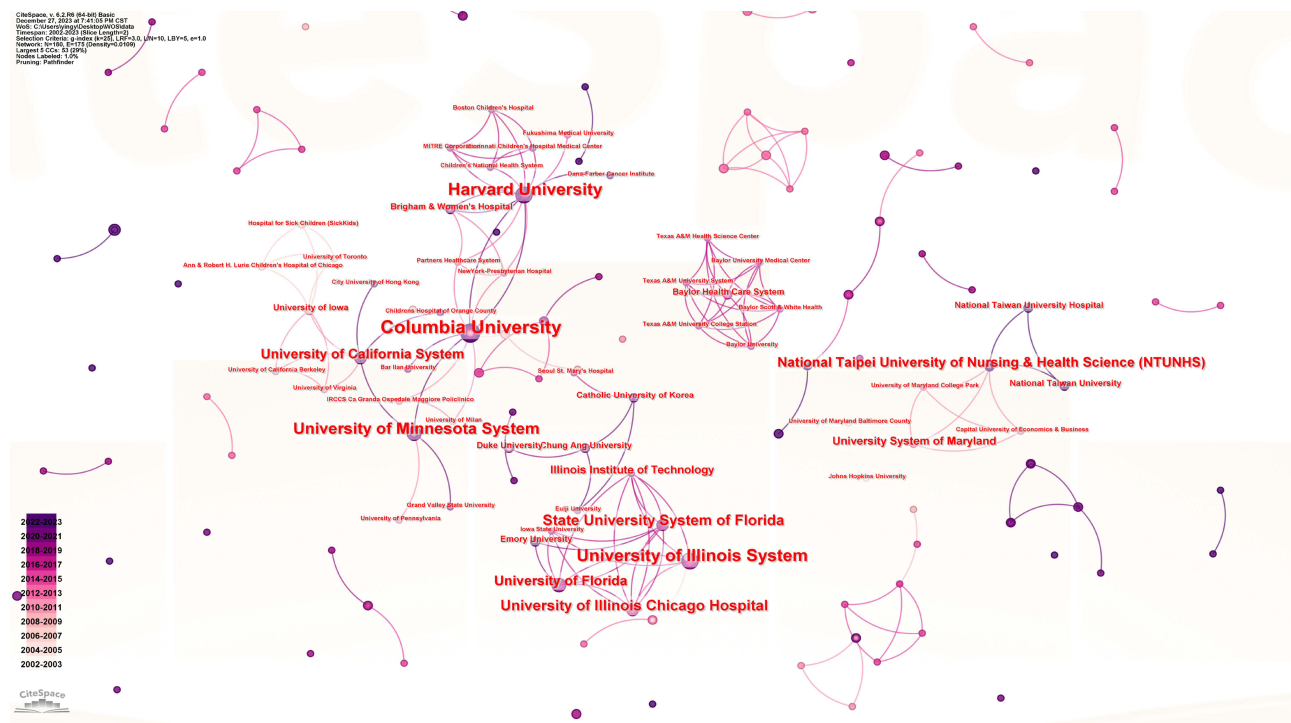 CiteSpace, v. 6.2.R6 (64-bit) Basic
December 27, 2023 at 7:41:05 PM CST
WoS: C:\Users\yingy\Desktop\WOS\data
Timespan: 2002-2023 (Slice Length=2)
Selection Criteria: g-index (k=25), LRF=3.0, L/N=10, LBY=5, e=1.0
Network: N=160, E=175 (Density=0.0109)
Largest 5 CCs: 53 (29%)
Nodes Labeled: 1.0%
Pruning: Pathfinder
Boston Children's Hospital
Fukushima Medical University
MITRE Corporation
Cincinnati Children's Hospital Medical Center
Children's National Health System
Dana-Farber Cancer Institute
Harvard University
Brigham & Women's Hospital
Hospital for Sick Children (SickKids)
University of Toronto
Ann & Robert H. Lurie Children's Hospital of Chicago
Partners Healthcare System
NewYork-Presbyterian Hospital
City University of Hong Kong
University of Iowa
Childrens Hospital of Orange County
Columbia University
University of California System
Bar Ilan University
University of California Berkeley
University of Virginia
IRCCS Ca Granda Ospedale Maggiore Policlinico
University of Milan
University of Minnesota System
Seoul St. Mary's Hospital
Catholic University of Korea
Duke University
Chung Ang University
Grand Valley State University
University of Pennsylvania
Texas A&M Health Science Center
Baylor University Medical Center
Texas A&M University System
Baylor Health Care System
Baylor Scott & White Health
Texas A&M University College Station
Baylor University
National Taiwan University Hospital
National Taipei University of Nursing & Health Science (NTUNHS)
National Taiwan University
University of Maryland College Park
University of Maryland Baltimore County
Capital University of Economics & Business
University System of Maryland
Johns Hopkins University
Illinois Institute of Technology
Eulji University
State University System of Florida
Iowa State University
Emory University
University of Illinois System
University of Florida
University of Illinois Chicago Hospital
2022-2023
2020-2021
2018-2019
2016-2017
2014-2015
2012-2013
2010-2011
2008-2009
2006-2007
2004-2005
2002-2003
CiteSpace